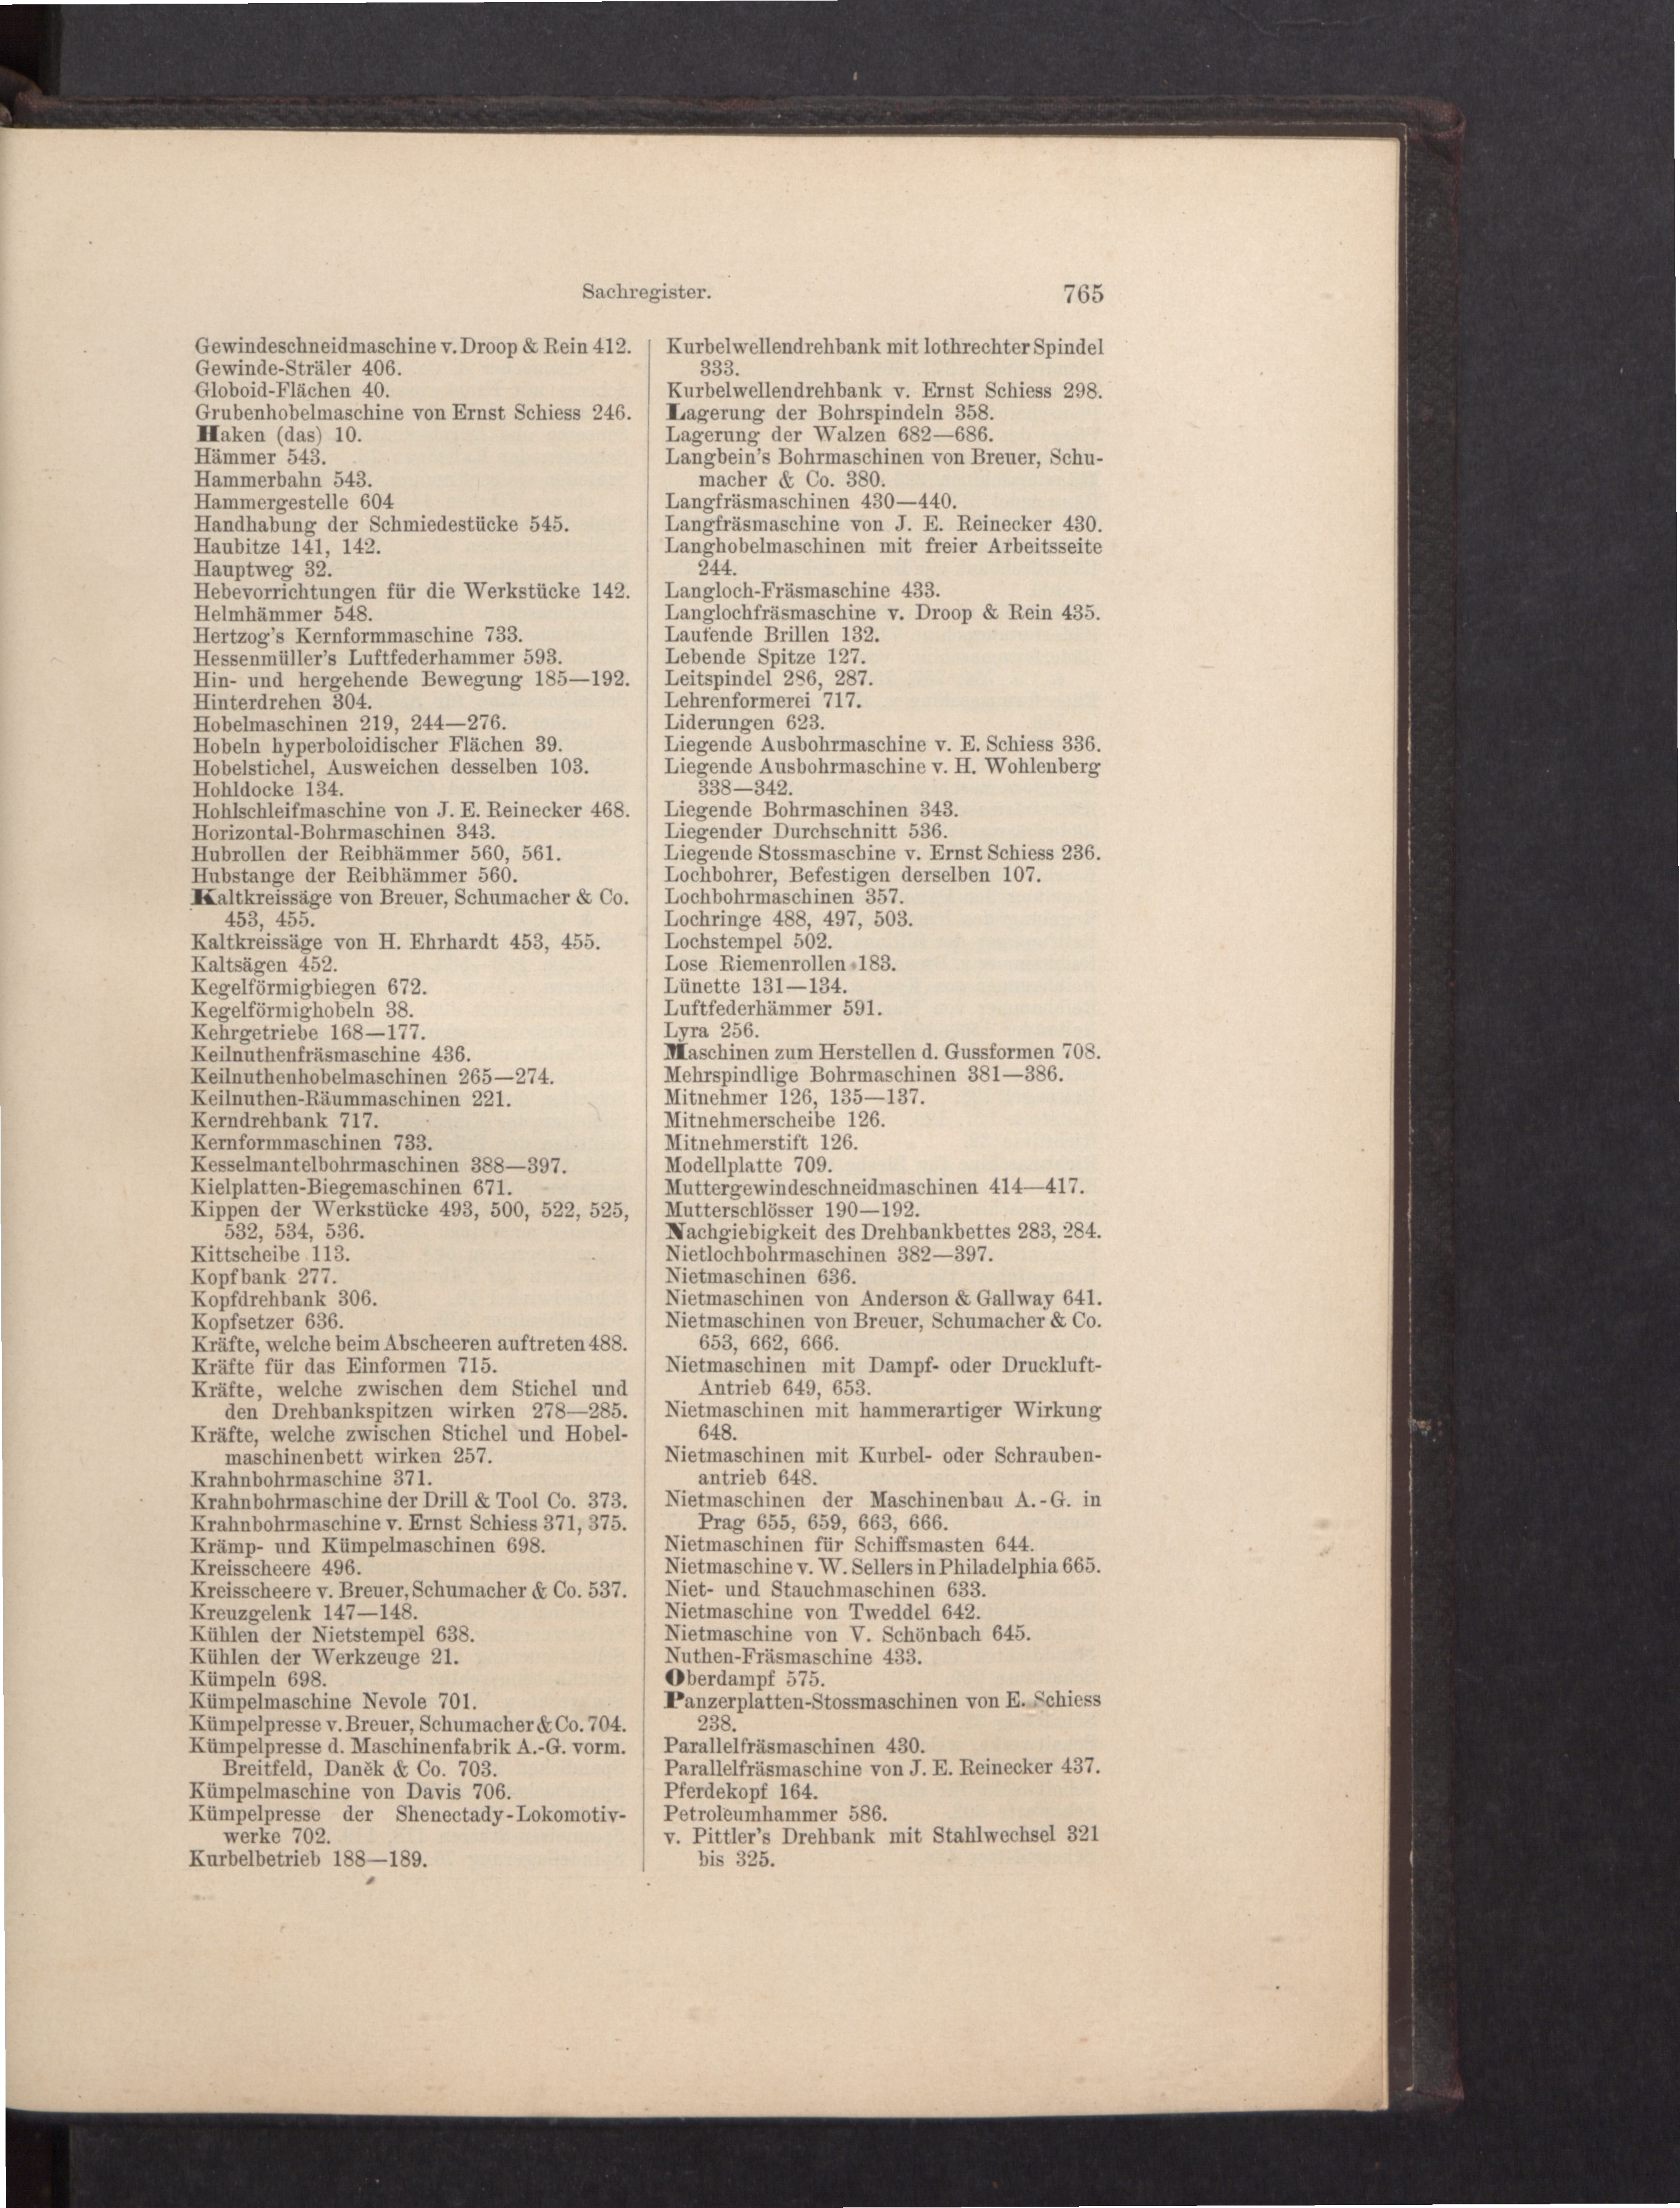 Sachregister. 765
Gewindeschneidmaschine v. Droop & Rein 412.
Gewinde-Sträler 406.
Globoid-Flächen 40.
Grubenhobelmaschine von Ernst Schiess 246.
Haken (das) 10.
Hämmer 543.
Hammerbahn 543.
Hammergestelle 604
Handhabung der Schmiedestücke 545.
Haubitze 141, 142.
Hauptweg 32.
Hebevorrichtungen für die Werkstücke 142.
Helmhämmer 548.
Hertzog's Kernformmaschine 733.
Hessenmüller's Luftfederhammer 593.
Hin- und hergehende Bewegung 185—192.
Hinterdrehen 304.
Hobelmaschinen 219, 244—276.
Hobeln hyperboloidischer Flächen 39.
Hobelstichel, Ausweichen desselben 103.
Hohldocke 134.
Hohlschleifmaschine von J. E. Reinecker 468.
Horizontal-Bohrmaschinen 343.
Hubrollen der Reibhämmer 560, 561.
Hubstange der Reibhämmer 560.
Kaltkreissäge von Breuer, Schumacher & Co.
453, 455.
Kaltkreissäge von H. Ehrhardt 453, 455.
Kaltsägen 452.
Kegelförmigbiegen 672.
Kegelförmighobeln 38.
Kehrgetriebe 168—177.
Keilnuthenfräsmaschine 436.
Keilnuthenhobelmaschinen 265—274.
Keilnuthen-Räummaschinen 221.
Kerndrehbank 717.
Kernformmaschinen 733.
Kesselmantelbohrmaschinen 388—397.
Kielplatten-Biegemaschinen 671.
Kippen der Werkstücke 493, 500, 522, 525,
532, 534, 536.
Kittscheibe 113.
Kopfbank 277.
Kopfdrehbank 306.
Kopfsetzer 636.
Kräfte, welche beim Abscheeren auftreten 488.
Kräfte für das Einformen 715.
Kräfte, welche zwischen dem Stichel und
den Drehbankspitzen wirken 278—285.
Kräfte, welche zwischen Stichel und Hobel-
maschinenbett wirken 257.
Krahnbohrmaschine 371.
Krahnbohrmaschine der Drill & Tool Co. 373.
Krahnbohrmaschine v. Ernst Schiess 371, 375.
Krämp- und Kümpelmaschinen 698.
Kreisscheere 496.
Kreisscheere v. Breuer, Schumacher & Co. 537.
Kreuzgelenk 147—148.
Kühlen der Nietstempel 638.
Kühlen der Werkzeuge 21.
Kümpeln 698.
Kümpelmaschine Nevole 701.
Kümpelpresse v. Breuer, Schumacher & Co. 704.
Kümpelpresse d. Maschinenfabrik A.-G. vorm.
Breitfeld, Daněk & Co. 703.
Kümpelmaschine von Davis 706.
Kümpelpresse der Shenectady-Lokomotiv-
werke 702.
Kurbelbetrieb 188—189.
Kurbelwellendrehbank mit lothrechter Spindel
333.
Kurbelwellendrehbank v. Ernst Schiess 298.
Lagerung der Bohrspindeln 358.
Lagerung der Walzen 682—686.
Langbein's Bohrmaschinen von Breuer, Schu-
macher & Co. 380.
Langfräsmaschinen 430—440.
Langfräsmaschine von J. E. Reinecker 430.
Langhobelmaschinen mit freier Arbeitsseite
244.
Langloch-Fräsmaschine 433.
Langlochfräsmaschine v. Droop & Rein 435.
Laufende Brillen 132.
Lebende Spitze 127.
Leitspindel 286, 287.
Lehrenformerei 717.
Liderungen 623.
Liegende Ausbohrmaschine v. E. Schiess 336.
Liegende Ausbohrmaschine v. H. Wohlenberg
338—342.
Liegende Bohrmaschinen 343.
Liegender Durchschnitt 536.
Liegende Stossmaschine v. Ernst Schiess 236.
Lochbohrer, Befestigen derselben 107.
Lochbohrmaschinen 357.
Lochringe 488, 497, 503.
Lochstempel 502.
Lose Riemenrollen 183.
Lünette 131—134.
Luftfederhämmer 591.
Lyra 256.
Maschinen zum Herstellen d. Gussformen 708.
Mehrspindlige Bohrmaschinen 381—386.
Mitnehmer 126, 135—137.
Mitnehmerscheibe 126.
Mitnehmerstift 126.
Modellplatte 709.
Muttergewindeschneidmaschinen 414—417.
Mutterschlösser 190—192.
Nachgiebigkeit des Drehbankbettes 283, 284.
Nietlochbohrmaschinen 382—397.
Nietmaschinen 636.
Nietmaschinen von Anderson & Gallway 641.
Nietmaschinen von Breuer, Schumacher & Co.
653, 662, 666.
Nietmaschinen mit Dampf- oder Druckluft-
Antrieb 649, 653.
Nietmaschinen mit hammerartiger Wirkung
648.
Nietmaschinen mit Kurbel- oder Schrauben-
antrieb 648.
Nietmaschinen der Maschinenbau A.-G. in
Prag 655, 659, 663, 666.
Nietmaschinen für Schiffsmasten 644.
Nietmaschine v. W. Sellers in Philadelphia 665.
Niet- und Stauchmaschinen 633.
Nietmaschine von Tweddel 642.
Nietmaschine von V. Schönbach 645.
Nuthen-Fräsmaschine 433.
Oberdampf 575.
Panzerplatten-Stossmaschinen von E. Schiess
238.
Parallelfräsmaschinen 430.
Parallelfräsmaschine von J. E. Reinecker 437.
Pferdekopf 164.
Petroleumhammer 586.
v. Pittler's Drehbank mit Stahlwechsel 321
bis 325.